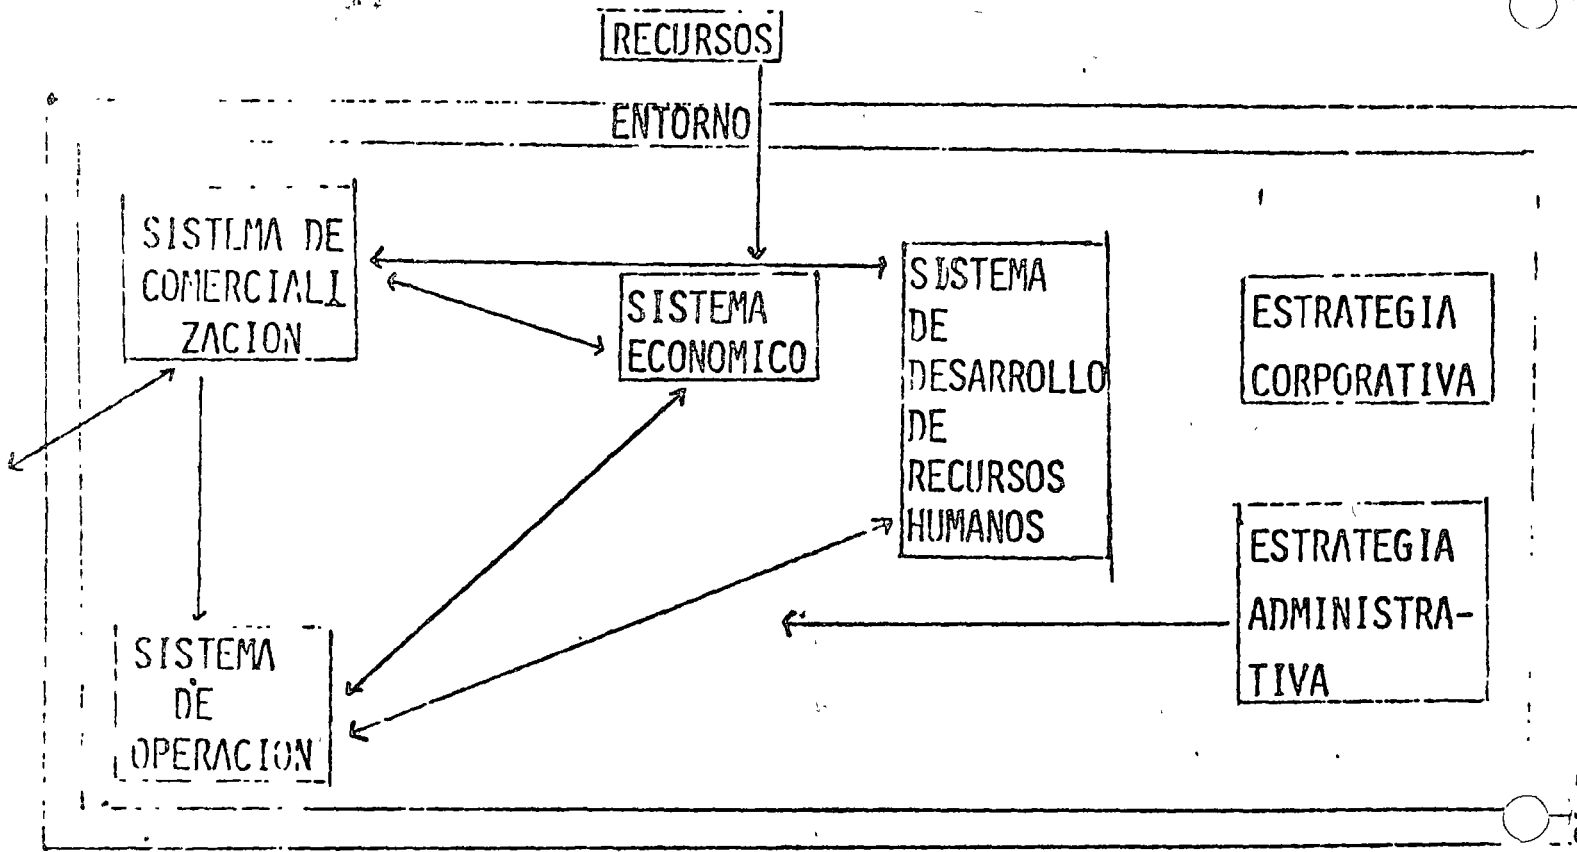 RECURSOS
ENTORNO
SISTEMA DE
COMERCIALI
ZACION
SISTEMA
ECONOMICO
SISTEMA
DE
DESARROLLO
DE
RECURSOS
HUMANOS
ESTRATEGIA
CORPORATIVA
ESTRATEGIA
ADMINISTRA-
TIVA
SISTEMA
DE
OPERACION